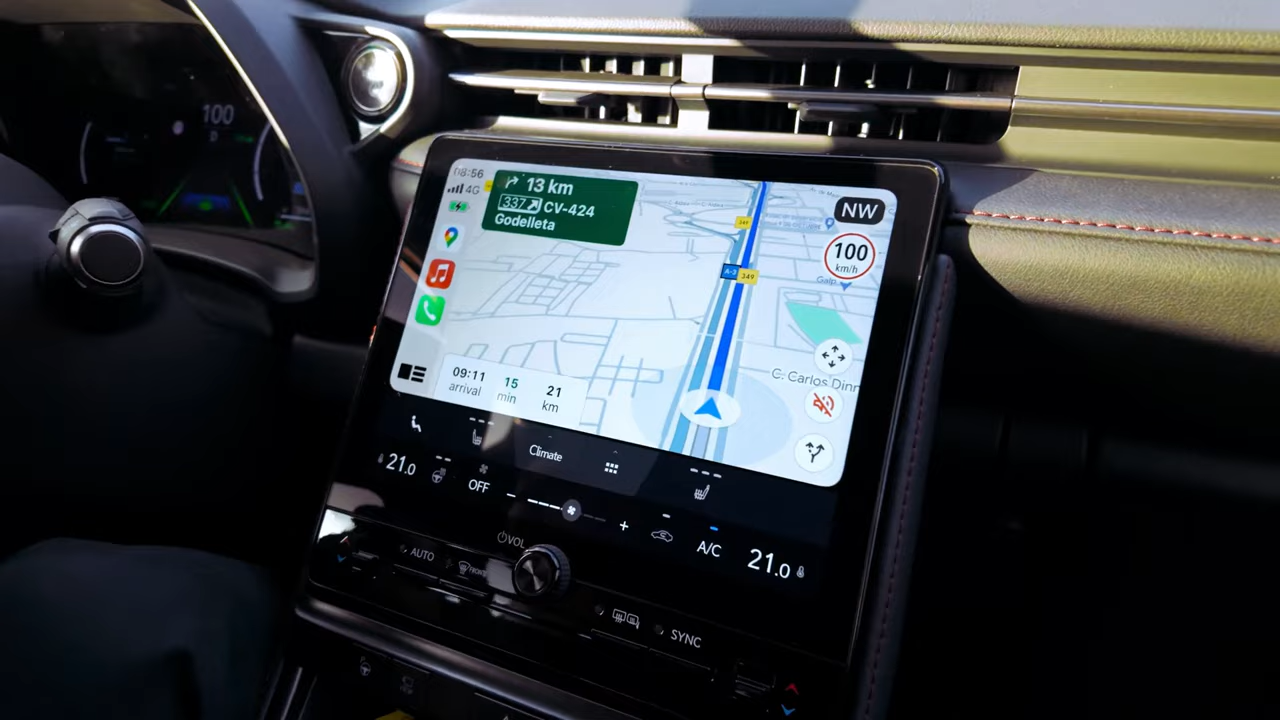 100
D
08:56
4G
13 km
337 CV-424
Godelleta
NW
100
km/h
Galp
A-3
349
C. Carlos Dinn
09:11 15 21
arrival min km
Climate
21.0
OFF
A/C
21.0
VOL
AUTO
FRONT
SYNC